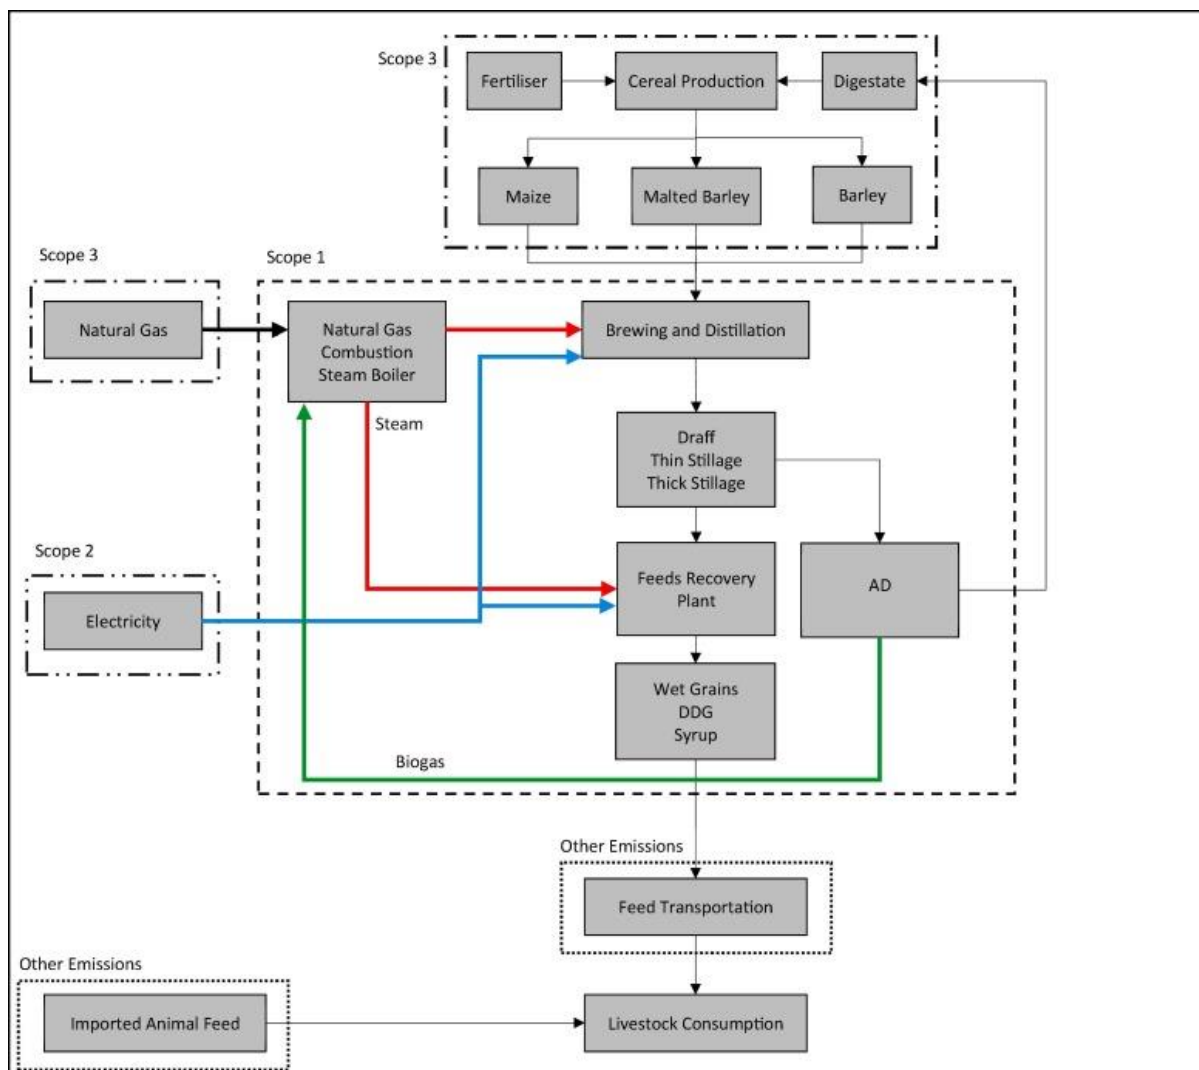 Scope 3
Fertiliser
Cereal Production
Digestate
Maize
Malted Barley
Barley
Scope 3
Scope 1
Natural Gas
Natural Gas
Combustion
Steam Boiler
Brewing and Distillation
Steam
Draff
Thin Stillage
Thick Stillage
Scope 2
Electricity
Feeds Recovery
Plant
AD
Wet Grains
DDG
Syrup
Biogas
Other Emissions
Feed Transportation
Other Emissions
Imported Animal Feed
Livestock Consumption